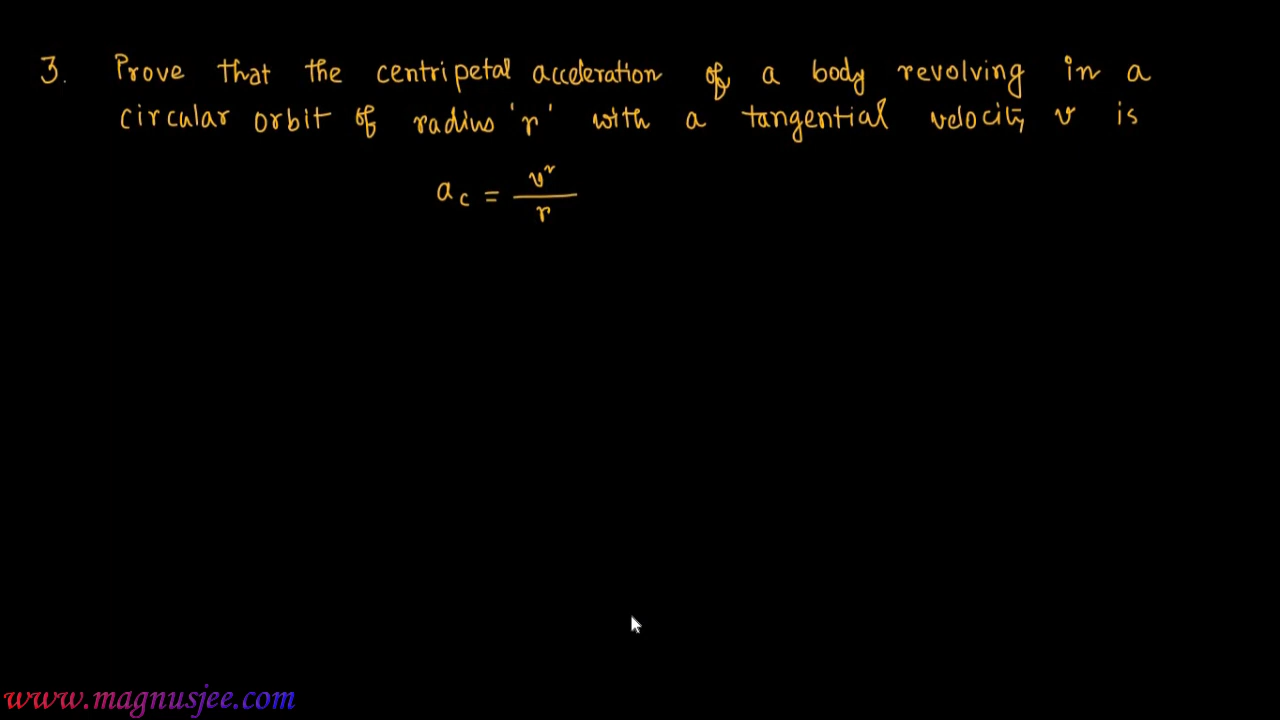 3. Prove that the centripetal acceleration of a body revolving in a
circular orbit of radius 'r' with a tangential velocity v is
a_c = v²/r
www.magnusjee.com